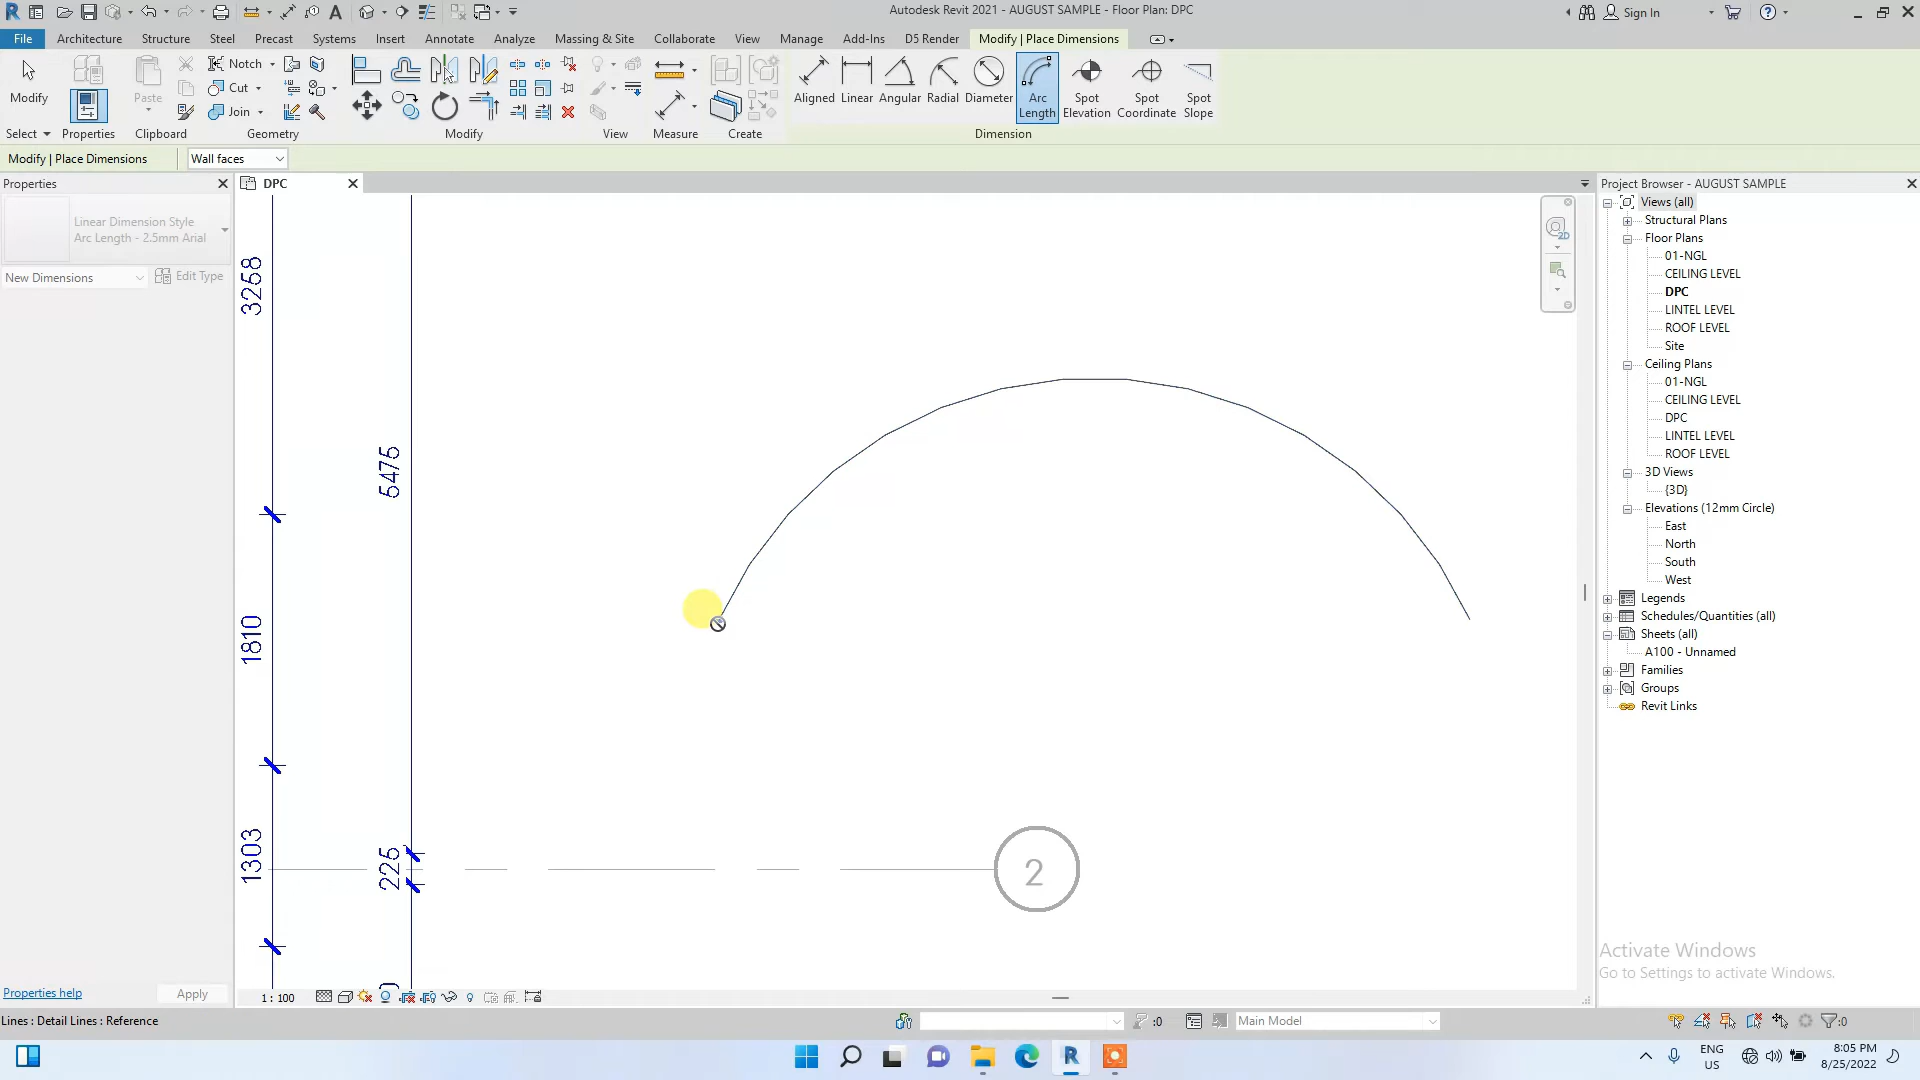 Autodesk Revit 2021 - AUGUST SAMPLE - Floor Plan: DPC
Sign In
File Architecture Structure Steel Precast Systems Insert Annotate Analyze Massing & Site Collaborate View Manage Add-Ins D5 Render Modify | Place Dimensions
Modify
Paste
Notch
Cut
Join
Aligned Linear Angular Radial Diameter Arc Length Spot Elevation Spot Coordinate Spot Slope
Select Properties Clipboard Geometry Modify View Measure Create Dimension
Modify | Place Dimensions Wall faces
Properties
Linear Dimension Style
Arc Length - 2.5mm Arial
New Dimensions Edit Type
Properties help Apply
DPC
3258
5475
1810
1303
225
2
2D
1 : 100
Project Browser - AUGUST SAMPLE
Views (all)
Structural Plans
Floor Plans
01-NGL
CEILING LEVEL
DPC
LINTEL LEVEL
ROOF LEVEL
Site
Ceiling Plans
01-NGL
CEILING LEVEL
DPC
LINTEL LEVEL
ROOF LEVEL
3D Views
{3D}
Elevations (12mm Circle)
East
North
South
West
Legends
Schedules/Quantities (all)
Sheets (all)
A100 - Unnamed
Families
Groups
Revit Links
Activate Windows
Go to Settings to activate Windows.
Lines : Detail Lines : Reference
:0
Main Model
:0
ENG
US
8:05 PM
8/25/2022